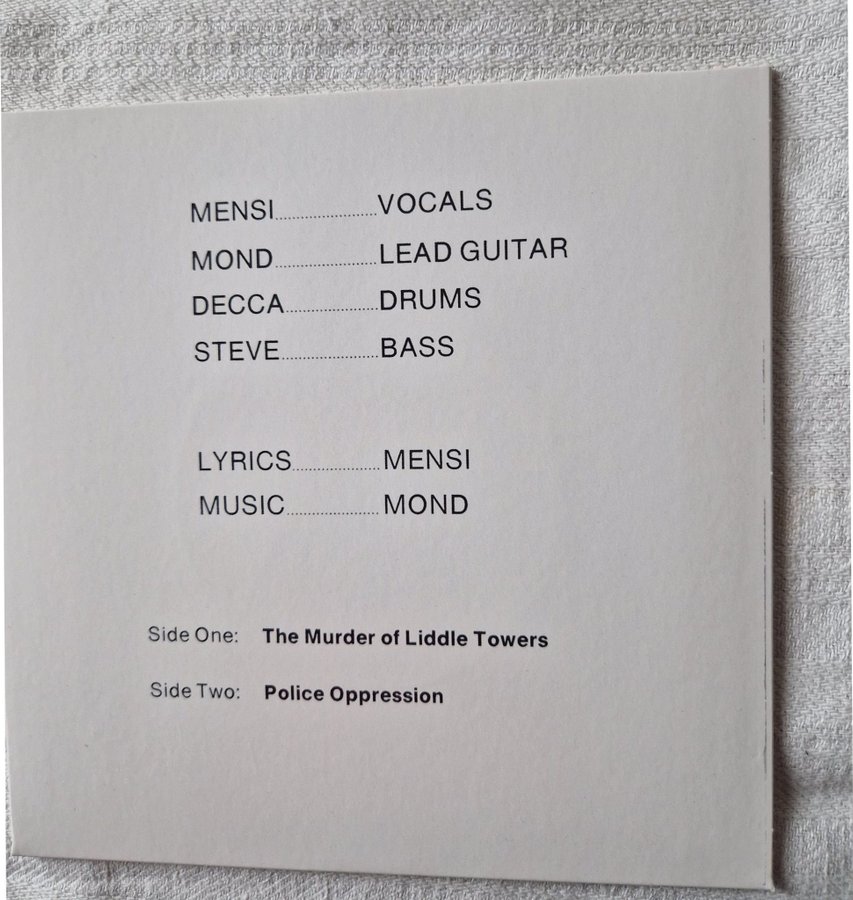 MENSI........................VOCALS
MOND........................LEAD GUITAR
DECCA......................DRUMS
STEVE.......................BASS
LYRICS.....................MENSI
MUSIC......................MOND
Side One: The Murder of Liddle Towers
Side Two: Police Oppression